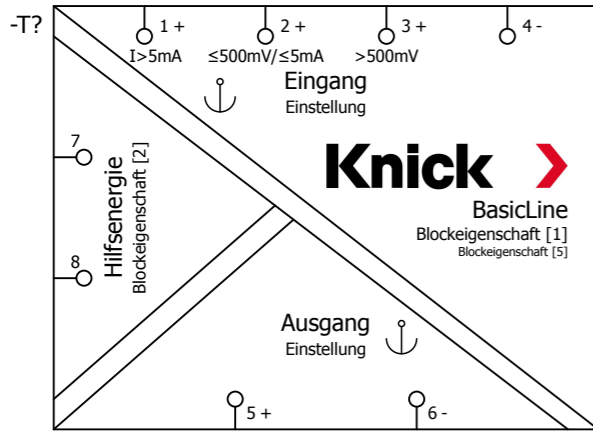 -T?
1 + 2 + 3 + 4 -
I>5mA ≤500mV/≤5mA >500mV
Eingang
Einstellung
7
8
Hilfsenergie
Blockeigenschaft [2]
Knick
BasicLine
Blockeigenschaft [1]
Blockeigenschaft [5]
Ausgang
Einstellung
5 + 6 -